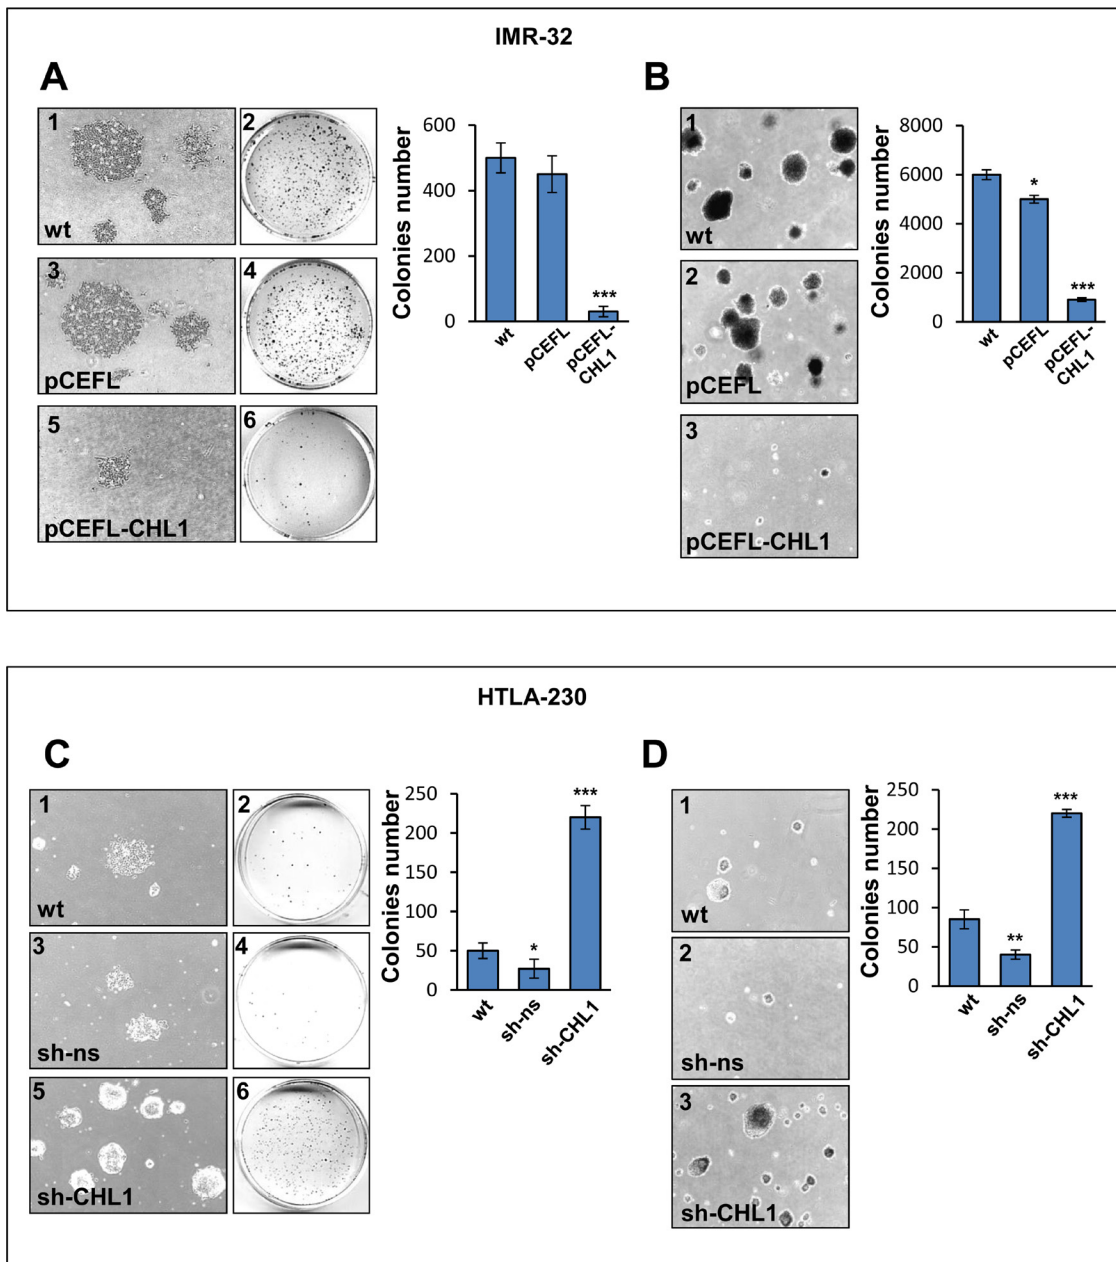 IMR-32
A
1
wt
2
3
pCEFL
4
5
pCEFL-CHL1
6
Colonies number
600
400
200
0
***
wt
pCEFL
pCEFL-
CHL1
B
1
wt
2
pCEFL
3
pCEFL-CHL1
Colonies number
8000
6000
4000
2000
0
*
***
wt
pCEFL
pCEFL-
CHL1
HTLA-230
C
1
wt
2
3
sh-ns
4
5
sh-CHL1
6
Colonies number
250
200
150
100
50
0
*
***
wt
sh-ns
sh-CHL1
D
1
wt
2
sh-ns
3
sh-CHL1
Colonies number
250
200
150
100
50
0
**
***
wt
sh-ns
sh-CHL1